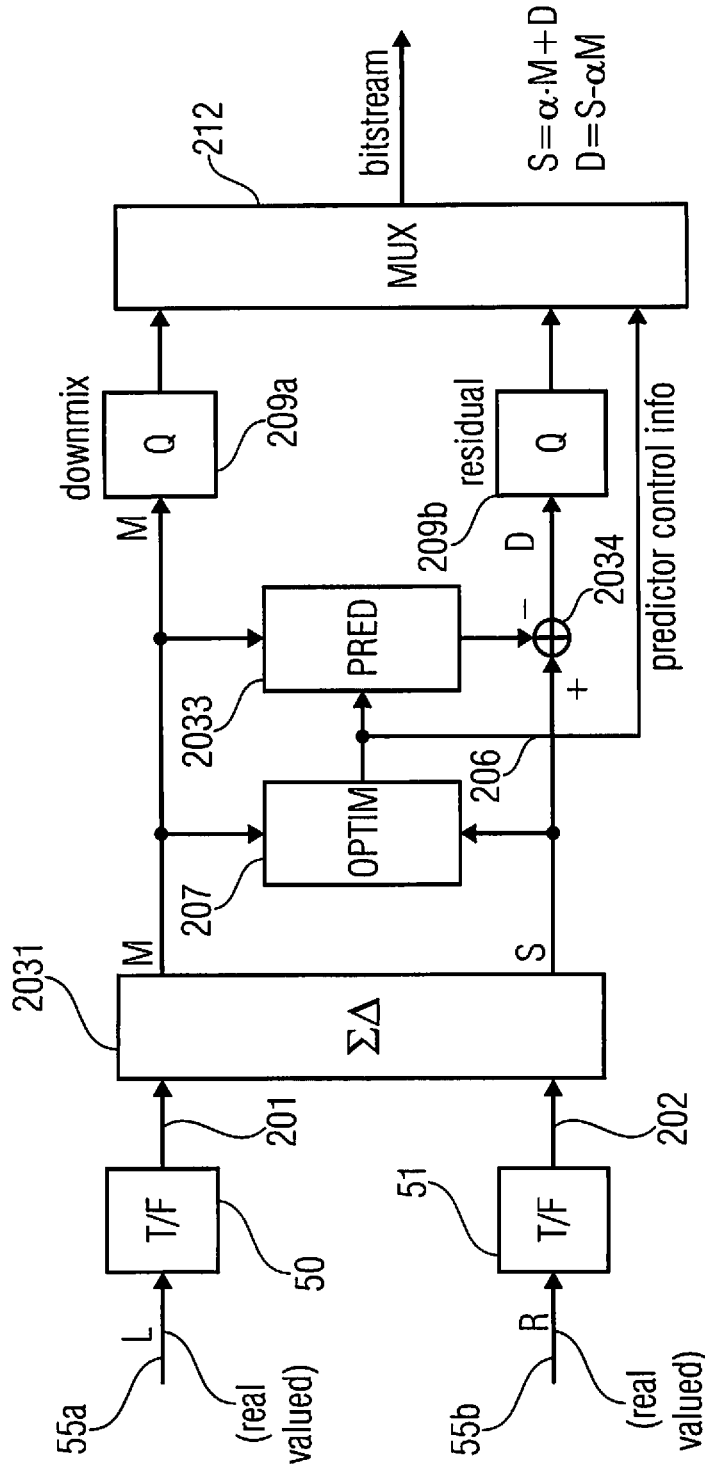 55a
L
(real
valued)
T/F
50
201
2031
ΣΔ
M
207
OPTIM
2033
PRED
M
downmix
Q
209a
212
MUX
bitstream
55b
R
(real
valued)
51
T/F
202
S
206
+
−
2034
D
209b
residual
Q
predictor control info
S=α·M+D
D=S-αM